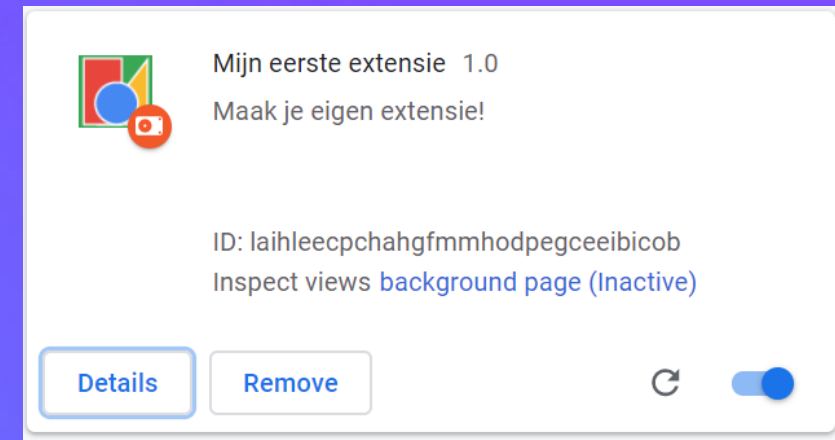 Mijn eerste extensie 1.0
Maak je eigen extensie!
ID: laihleecpchahgfmmhodpegceeibicob
Inspect views background page (Inactive)
Details Remove